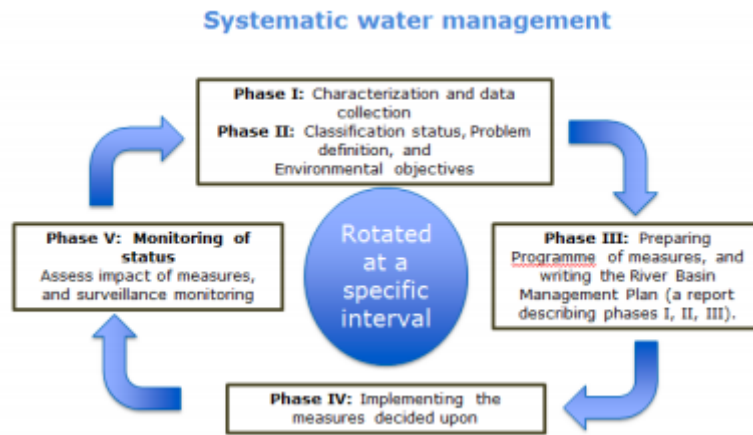 Systematic water management
Phase I: Characterization and data
collection
Phase II: Classification status, Problem
definition, and
Environmental objectives
Phase V: Monitoring of
status
Assess impact of measures,
and surveillance monitoring
Rotated
at a
specific
interval
Phase III: Preparing
Programme of measures, and
writing the River Basin
Management Plan (a report
describing phases I, II, III).
Phase IV: Implementing the
measures decided upon